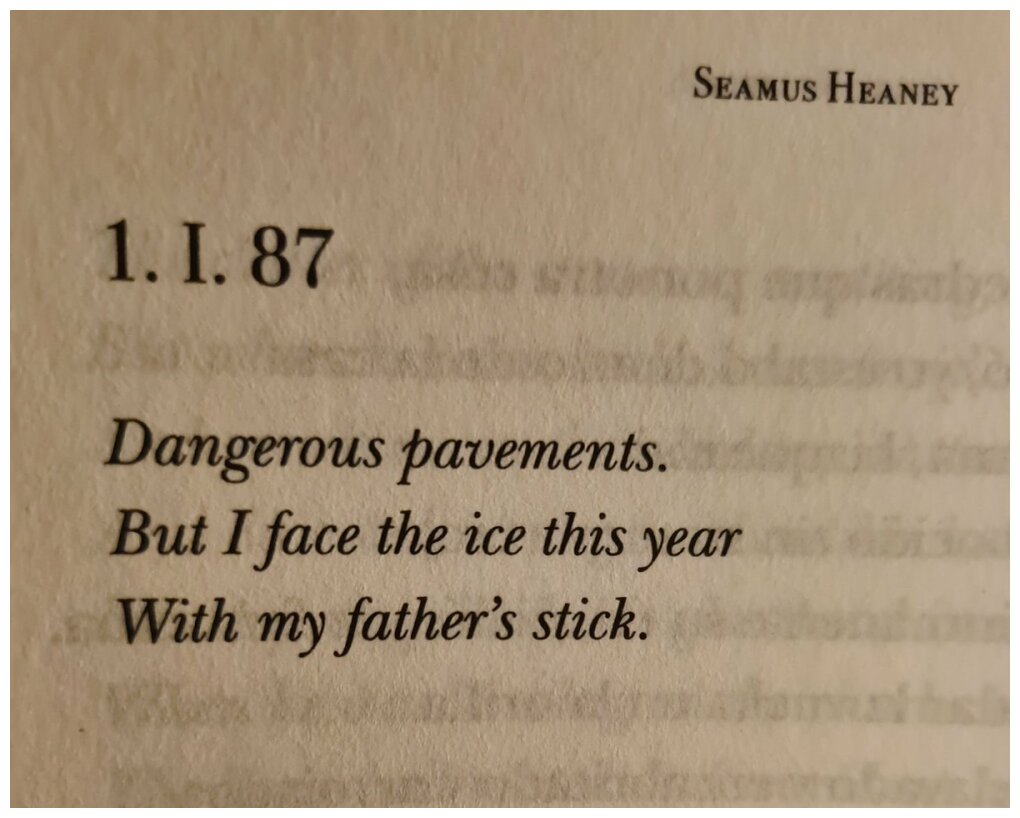 SEAMUS HEANEY
1. I. 87
Dangerous pavements.
But I face the ice this year
With my father's stick.